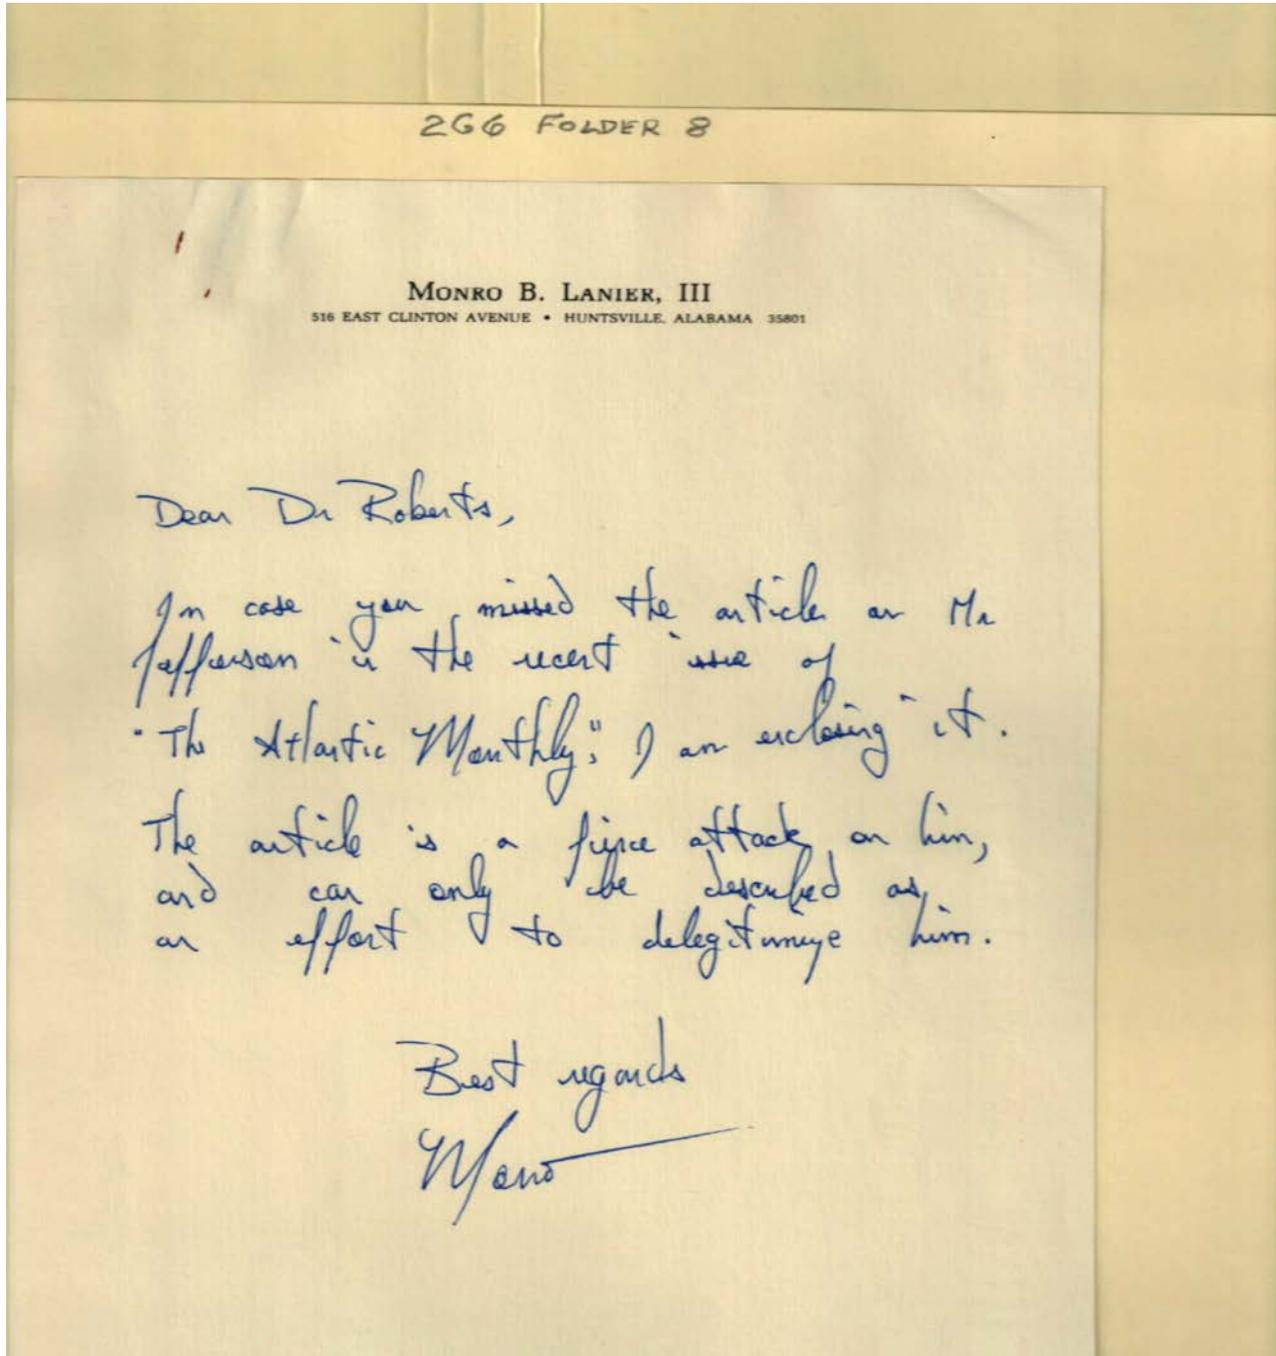 2G6 FOLDER 8
MONRO B. LANIER, III
516 EAST CLINTON AVENUE • HUNTSVILLE, ALABAMA 35801
Dear Dr Roberts,
In case you missed the article on Mr
Jefferson in the recent issue of
"The Atlantic Monthly", I am enclosing it.
The article is a fierce attack on him,
and can only be described as
an effort to delegitimize him.
Best regards
Monro